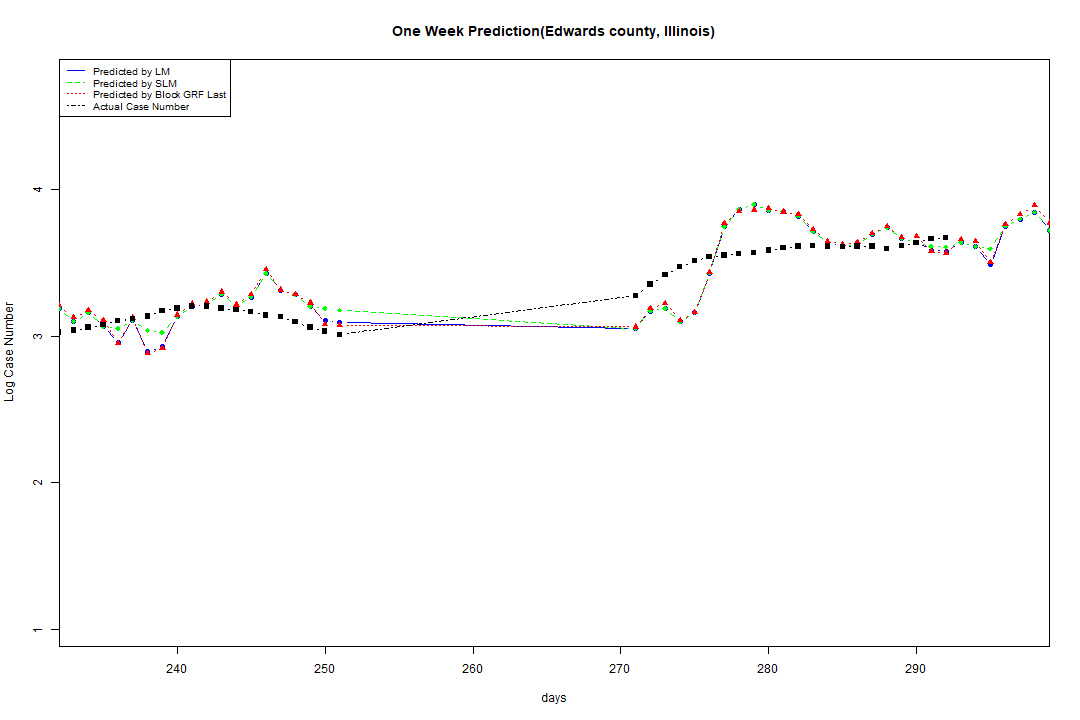 One Week Prediction(Edwards county, Illinois)
Predicted by LM
Predicted by SLM
Predicted by Block GRF Last
Actual Case Number
Log Case Number
4
3
2
1
240 250 260 270 280 290
days